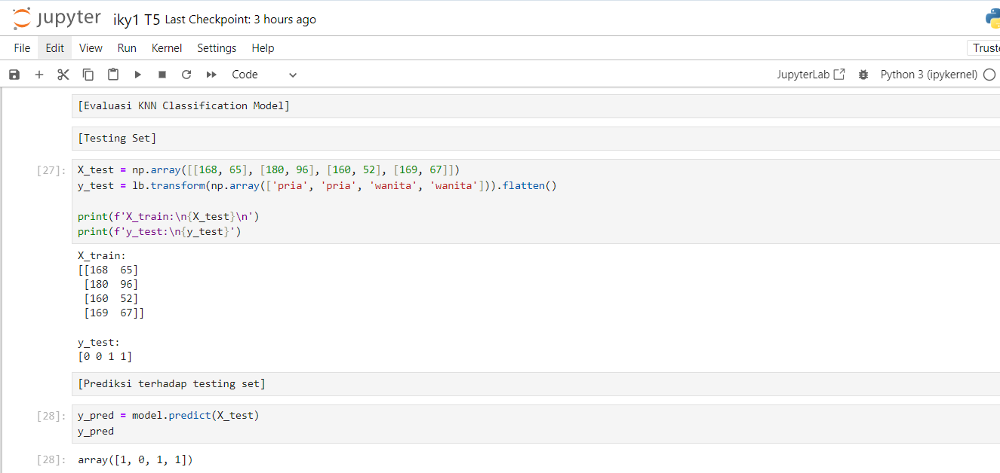 jupyter iky1 T5 Last Checkpoint: 3 hours ago
File Edit View Run Kernel Settings Help Truste
Code JupyterLab Python 3 (ipykernel)
[Evaluasi KNN Classification Model]
[Testing Set]
[27]: X_test = np.array([[168, 65], [180, 96], [160, 52], [169, 67]])
y_test = lb.transform(np.array(['pria', 'pria', 'wanita', 'wanita'])).flatten()
print(f'X_train:\n{X_test}\n')
print(f'y_test:\n{y_test}')
X_train:
[[168  65]
 [180  96]
 [160  52]
 [169  67]]
y_test:
[0 0 1 1]
[Prediksi terhadap testing set]
[28]: y_pred = model.predict(X_test)
y_pred
[28]: array([1, 0, 1, 1])